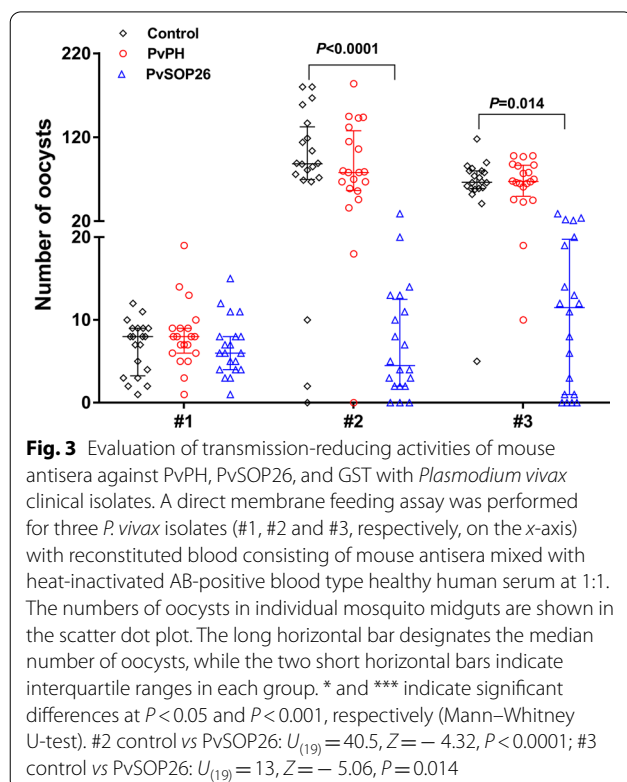 Control
PvPH
PvSOP26
P<0.0001
P=0.014
Number of oocysts
220
120
20
20
10
0
#1
#2
#3
Fig. 3 Evaluation of transmission-reducing activities of mouse
antisera against PvPH, PvSOP26, and GST with Plasmodium vivax
clinical isolates. A direct membrane feeding assay was performed
for three P. vivax isolates (#1, #2 and #3, respectively, on the x-axis)
with reconstituted blood consisting of mouse antisera mixed with
heat-inactivated AB-positive blood type healthy human serum at 1:1.
The numbers of oocysts in individual mosquito midguts are shown in
the scatter dot plot. The long horizontal bar designates the median
number of oocysts, while the two short horizontal bars indicate
interquartile ranges in each group. * and *** indicate significant
differences at P < 0.05 and P < 0.001, respectively (Mann–Whitney
U-test). #2 control vs PvSOP26: U(19) = 40.5, Z = − 4.32, P < 0.0001; #3
control vs PvSOP26: U(19) = 13, Z = − 5.06, P = 0.014